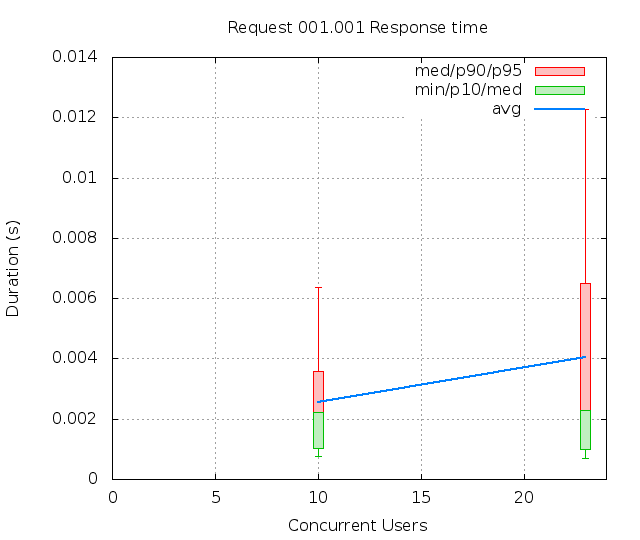 Request 001.001 Response time
med/p90/p95
min/p10/med
avg
0.014
0.012
0.01
0.008
0.006
0.004
0.002
0
0 5 10 15 20
Duration (s)
Concurrent Users